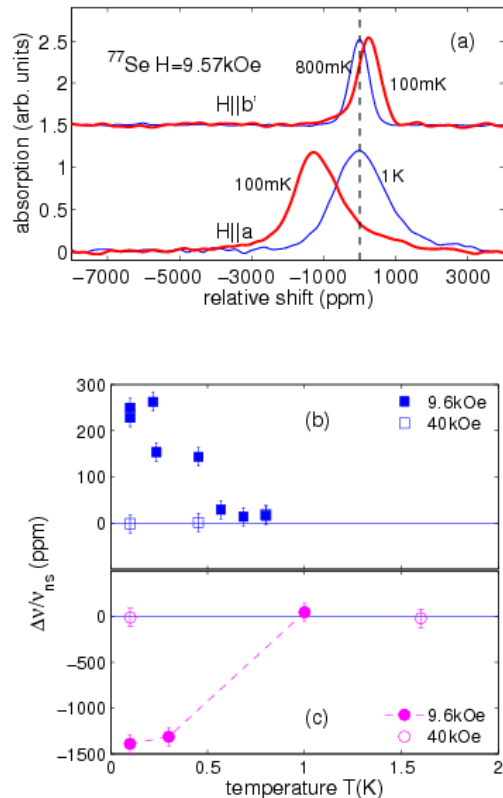 (a)
⁷⁷Se H=9.57kOe
800mK
100mK
H||b'
100mK
1K
H||a
absorption (arb. units)
2.5
2
1.5
1.2
0.6
0
−7000 −5000 −3000 −1000 1000 3000
relative shift (ppm)
(b)
9.6kOe
40kOe
300
200
100
0
Δν/ν_ns (ppm)
0
−500
−1000
−1500
(c)
9.6kOe
40kOe
0 0.5 1 1.5 2
temperature T(K)